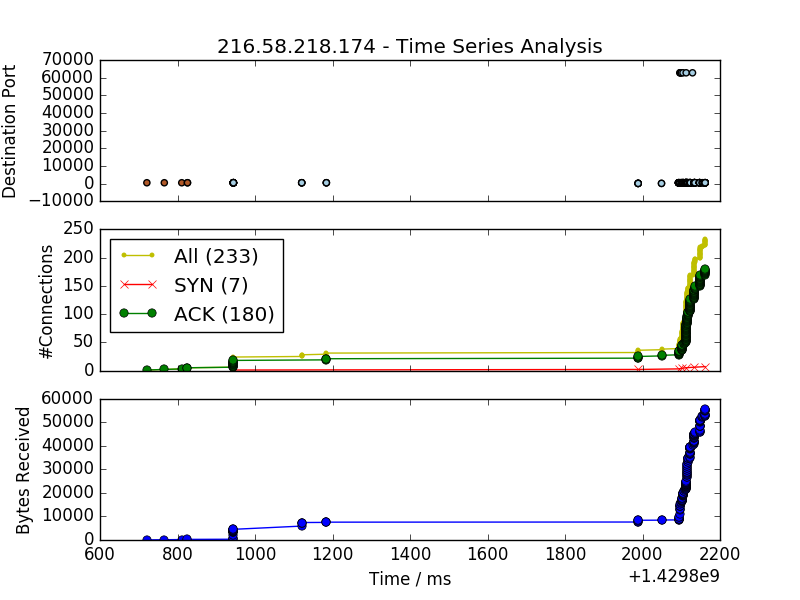 216.58.218.174 - Time Series Analysis
70000
60000
50000
40000
30000
20000
10000
0
−10000
Destination Port
250
200
150
100
50
0
#Connections
All (233)
SYN (7)
ACK (180)
60000
50000
40000
30000
20000
10000
0
Bytes Received
600 800 1000 1200 1400 1600 1800 2000 2200
Time / ms
+1.4298e9